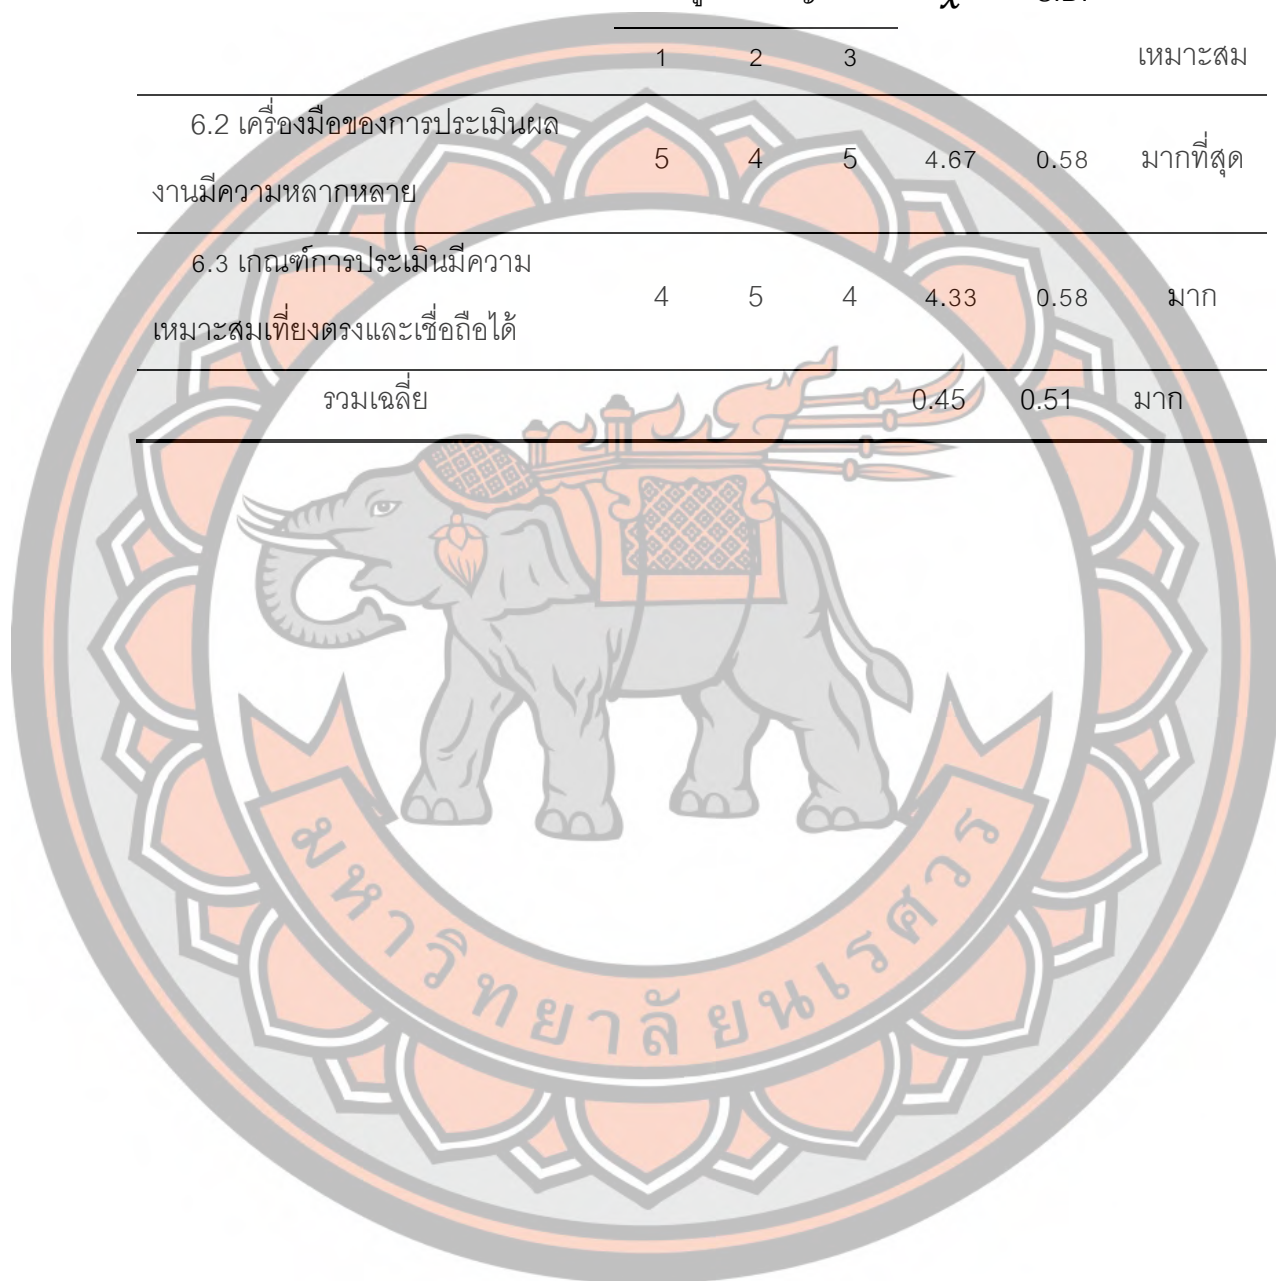 S.D.
1 2 3 เหมาะสม
6.2 เครื่องมือของการประเมินผล
งานมีความหลากหลาย 5 4 5 4.67 0.58 มากที่สุด
6.3 เกณฑ์การประเมินมีความ
เหมาะสมเที่ยงตรงและเชื่อถือได้ 4 5 4 4.33 0.58 มาก
รวมเฉลี่ย 0.45 0.51 มาก
มหาวิทยาลัยนเรศวร